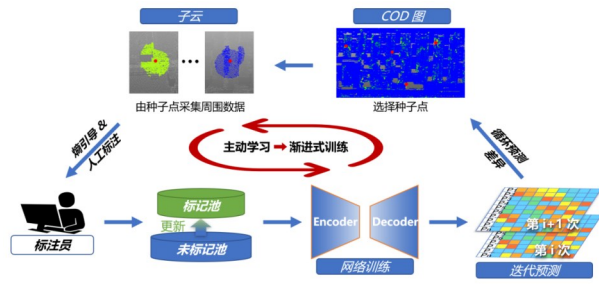 子云
COD 图
由种子点采集周围数据
选择种子点
熵引导 &
人工标注
主动学习
渐进式训练
循环预测
差异
标注员
标记池
更新
未标记池
Encoder
Decoder
网络训练
第 i+1 次
第 i 次
迭代预测